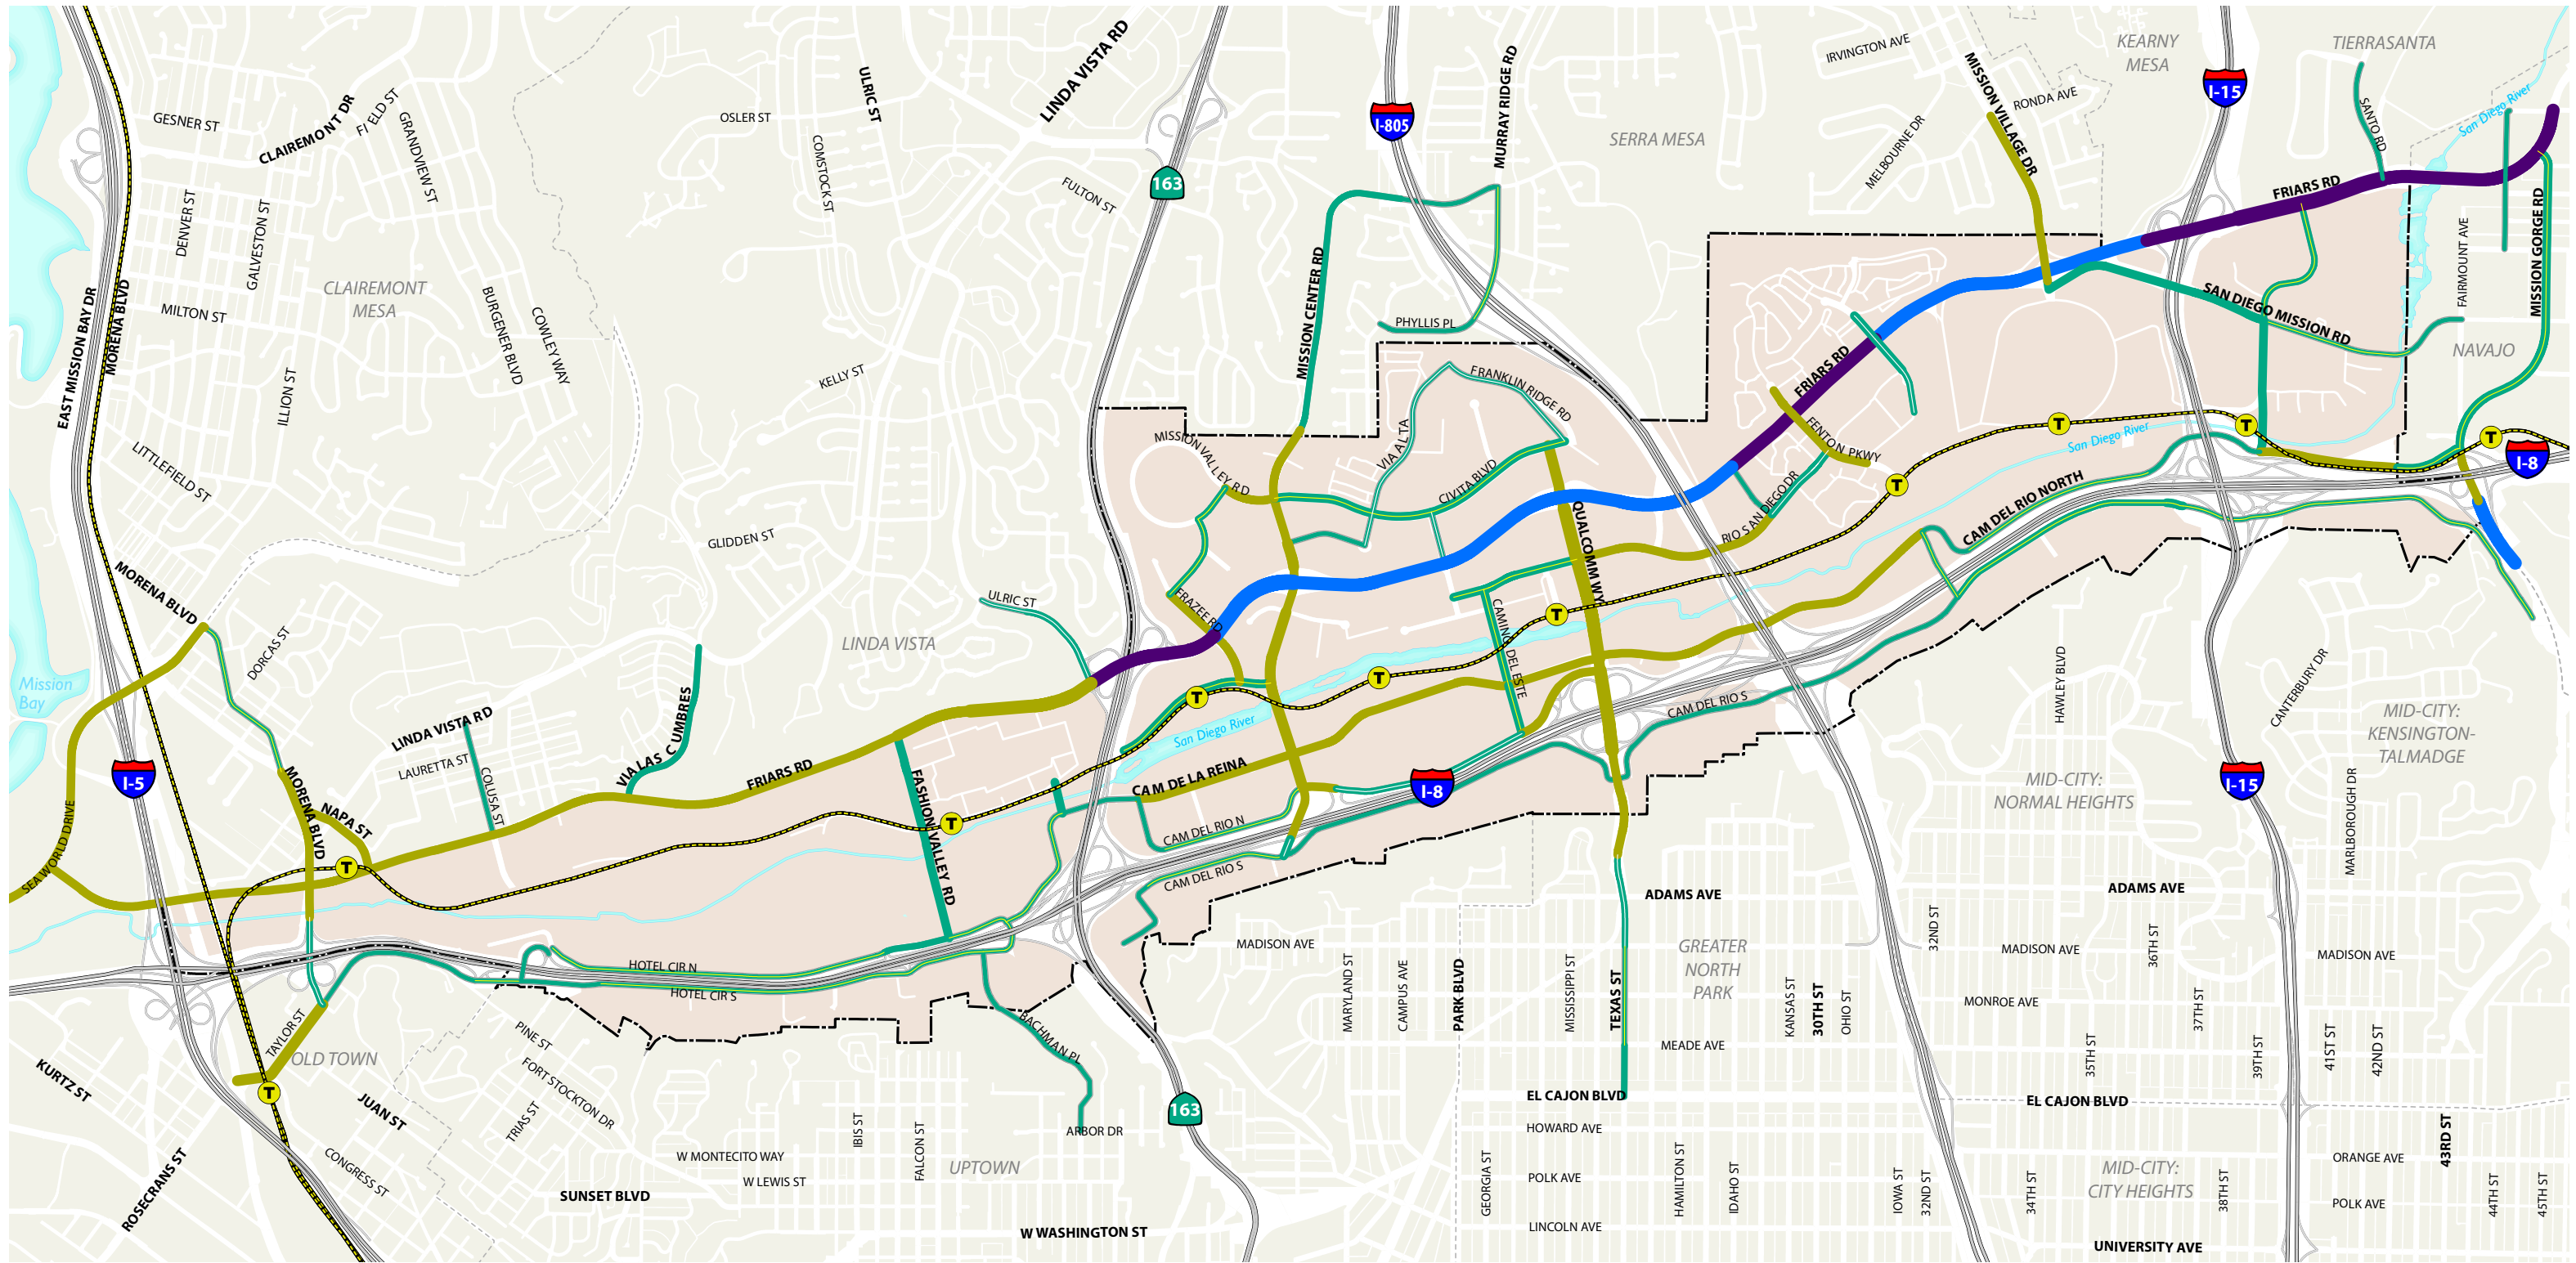 LINDA VISTA RD
ULRIC ST
OSLER ST
COMSTOCK ST
GESNER ST
CLAIREMONT DR
FIELD ST
GRANDVIEW ST
DENVER ST
GALVESTON ST
CLAIREMONT
MESA
MILTON ST
ILLION ST
BURGENER BLVD
COWLEY WAY
EAST MISSION BAY DR
MORENA BLVD
LITTLEFIELD ST
KELLY ST
GLIDDEN ST
FULTON ST
163
I-805
MURRAY RIDGE RD
SERRA MESA
IRVINGTON AVE
MISSION VILLAGE DR
RONDA AVE
MELBOURNE DR
KEARNY
MESA
TIERRASANTA
I-15
SANTO RD
San Diego River
FRIARS RD
FAIRMOUNT AVE
MISSION GORGE RD
NAVAJO
SAN DIEGO MISSION RD
MISSION CENTER RD
PHYLLIS PL
FRANKLIN RIDGE RD
VIA ALTA
CIVITA BLVD
MISSION VALLEY RD
FRIARS RD
FENTON PKWY
RIO SAN DIEGO DR
QUALCOMM WY
San Diego River
T
T
T
T
I-8
CAM DEL RIO NORTH
MORENA BLVD
DORCAS ST
LINDA VISTA
ULRIC ST
FRAZEE RD
CAMINO DEL ESTE
T
T
T
San Diego River
Mission
Bay
LINDA VISTA RD
LAURETTA ST
COLUSA ST
VIA LAS CUMBRES
FRIARS RD
CAM DE LA REINA
CAM DEL RIO S
HAWLEY BLVD
CANTERBURY DR
MID-CITY:
KENSINGTON-
TALMADGE
I-5
MORENA BLVD
NAPA ST
SEA WORLD DRIVE
FASHION VALLEY RD
T
T
CAM DEL RIO N
CAM DEL RIO S
I-8
MID-CITY:
NORMAL HEIGHTS
I-15
MARLBOROUGH DR
ADAMS AVE
ADAMS AVE
HOTEL CIR N
HOTEL CIR S
MADISON AVE
MADISON AVE
MADISON AVE
32ND ST
36TH ST
GREATER
NORTH
PARK
MARYLAND ST
CAMPUS AVE
PARK BLVD
MISSISSIPPI ST
TEXAS ST
KANSAS ST
30TH ST
OHIO ST
MONROE AVE
37TH ST
TAYLOR ST
OLD TOWN
T
PINE ST
FORT STOCKTON DR
TRIAS ST
BACHMAN PL
MEADE AVE
35TH ST
39TH ST
41ST ST
42ND ST
KURTZ ST
JUAN ST
CONGRESS ST
ROSECRANS ST
163
ARBOR DR
EL CAJON BLVD
EL CAJON BLVD
HOWARD AVE
IBIS ST
FALCON ST
W MONTECITO WAY
W LEWIS ST
UPTOWN
SUNSET BLVD
W WASHINGTON ST
GEORGIA ST
POLK AVE
HAMILTON ST
IDAHO ST
IOWA ST
32ND ST
34TH ST
MID-CITY:
CITY HEIGHTS
38TH ST
ORANGE AVE
43RD ST
POLK AVE
44TH ST
45TH ST
LINCOLN AVE
UNIVERSITY AVE